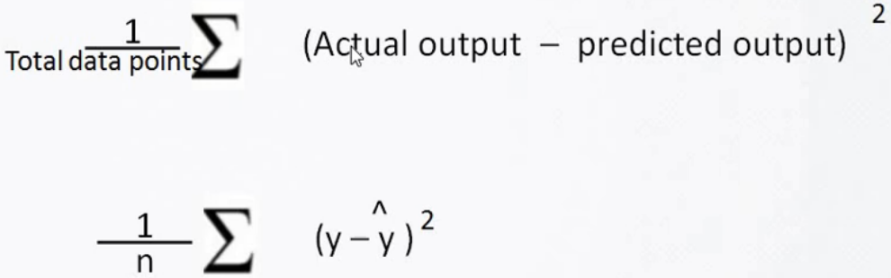 1
Total data points ∑ (Actual output − predicted output) 2
1
n ∑ (y − ŷ) 2